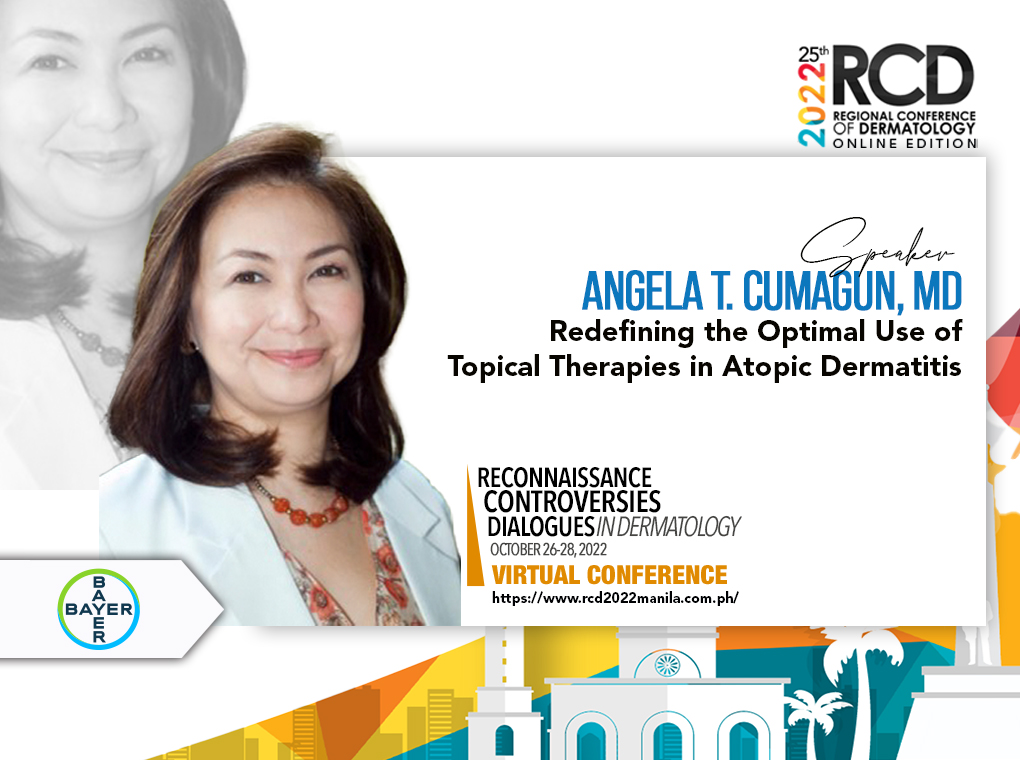 25th
2022
RCD
REGIONAL CONFERENCE
OF DERMATOLOGY
ONLINE EDITION
Speaker
ANGELA T. CUMAGUN, MD
Redefining the Optimal Use of
Topical Therapies in Atopic Dermatitis
RECONNAISSANCE
CONTROVERSIES
DIALOGUES IN DERMATOLOGY
OCTOBER 26-28, 2022
VIRTUAL CONFERENCE
https://www.rcd2022manila.com.ph/
BAYER
BAYER